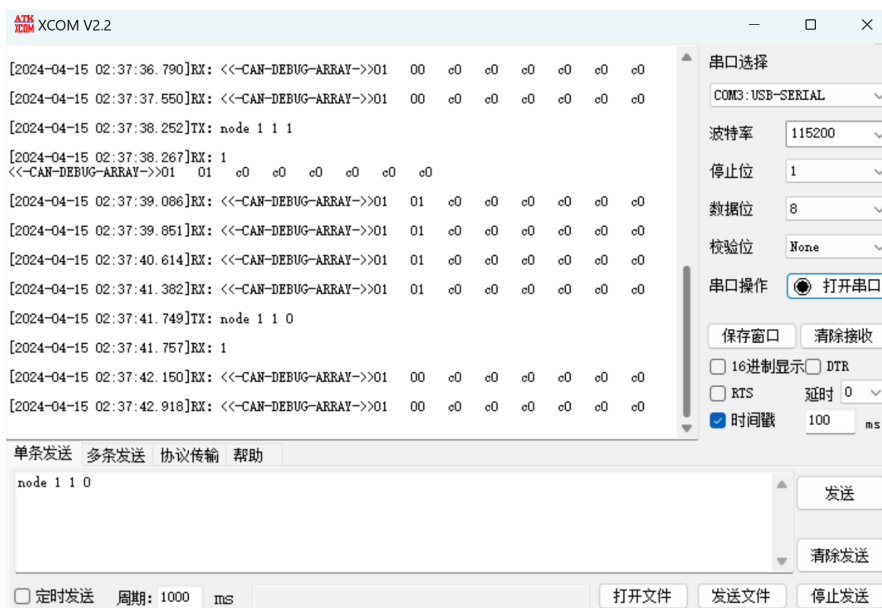 ATK XCOM XCOM V2.2
[2024-04-15 02:37:36.790]RX: <<-CAN-DEBUG-ARRAY->>01 00 c0 c0 c0 c0 c0 c0
[2024-04-15 02:37:37.550]RX: <<-CAN-DEBUG-ARRAY->>01 00 c0 c0 c0 c0 c0 c0
[2024-04-15 02:37:38.252]TX: node 1 1 1
[2024-04-15 02:37:38.267]RX: 1
<<-CAN-DEBUG-ARRAY->>01 01 c0 c0 c0 c0 c0 c0
[2024-04-15 02:37:39.086]RX: <<-CAN-DEBUG-ARRAY->>01 01 c0 c0 c0 c0 c0 c0
[2024-04-15 02:37:39.851]RX: <<-CAN-DEBUG-ARRAY->>01 01 c0 c0 c0 c0 c0 c0
[2024-04-15 02:37:40.614]RX: <<-CAN-DEBUG-ARRAY->>01 01 c0 c0 c0 c0 c0 c0
[2024-04-15 02:37:41.382]RX: <<-CAN-DEBUG-ARRAY->>01 01 c0 c0 c0 c0 c0 c0
[2024-04-15 02:37:41.749]TX: node 1 1 0
[2024-04-15 02:37:41.757]RX: 1
[2024-04-15 02:37:42.150]RX: <<-CAN-DEBUG-ARRAY->>01 00 c0 c0 c0 c0 c0 c0
[2024-04-15 02:37:42.918]RX: <<-CAN-DEBUG-ARRAY->>01 00 c0 c0 c0 c0 c0 c0
串口选择
COM3:USB-SERIAL
波特率 115200
停止位 1
数据位 8
校验位 None
串口操作 打开串口
保存窗口 清除接收
16进制显示 DTR
RTS 延时 0
时间戳 100 ms
单条发送 多条发送 协议传输 帮助
node 1 1 0
发送
清除发送
定时发送 周期: 1000 ms 打开文件 发送文件 停止发送